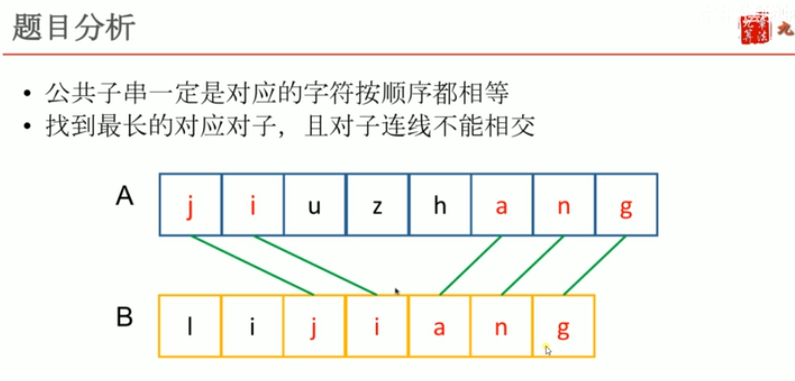 题目分析
九
• 公共子串一定是对应的字符按顺序都相等
• 找到最长的对应对子，且对子连线不能相交
A j i u z h a n g
B l i j i a n g